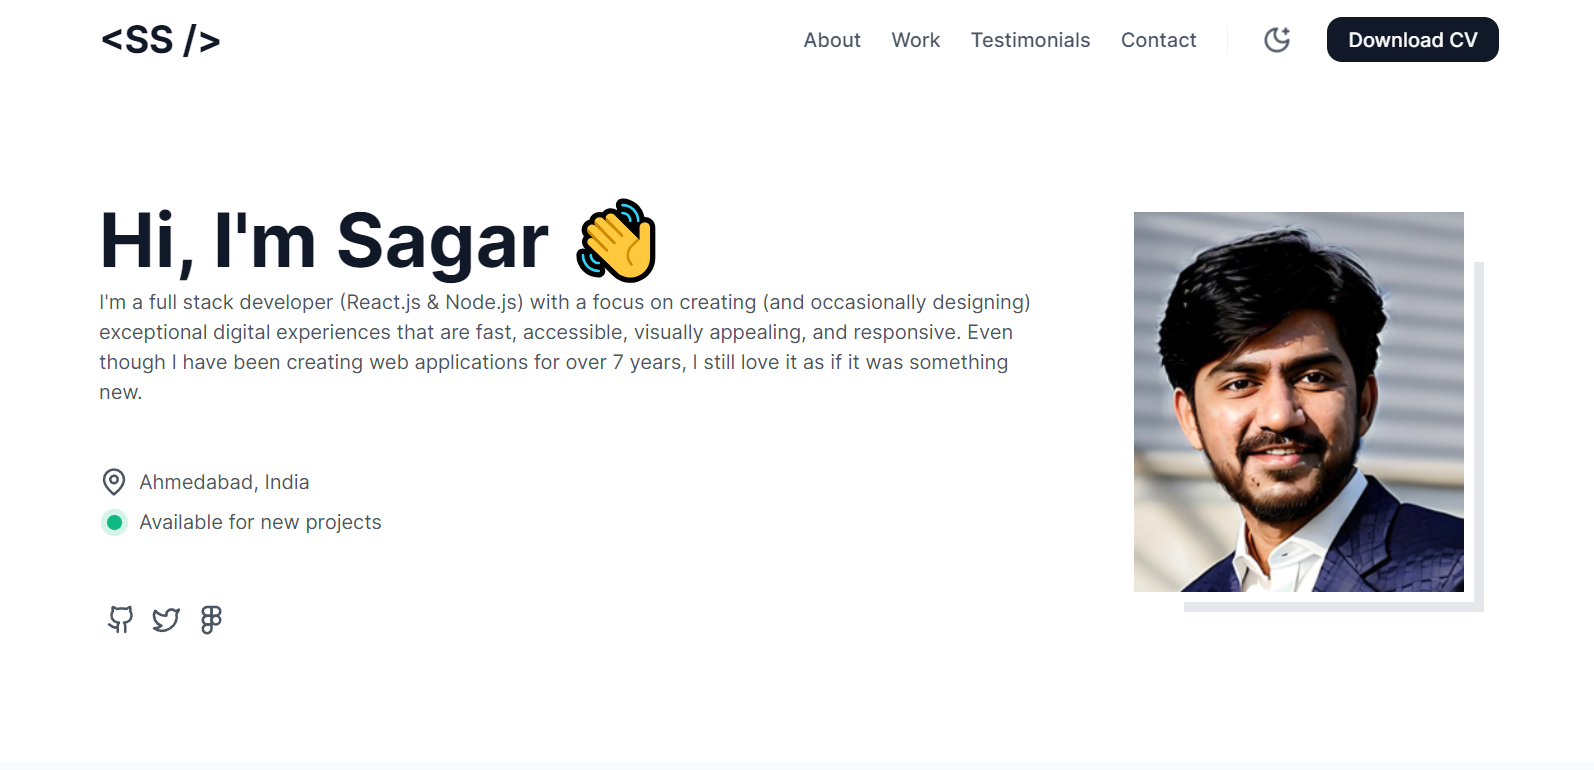 <SS />
About Work Testimonials Contact Download CV
Hi, I'm Sagar 👋
I'm a full stack developer (React.js & Node.js) with a focus on creating (and occasionally designing)
exceptional digital experiences that are fast, accessible, visually appealing, and responsive. Even
though I have been creating web applications for over 7 years, I still love it as if it was something
new.
Ahmedabad, India
Available for new projects